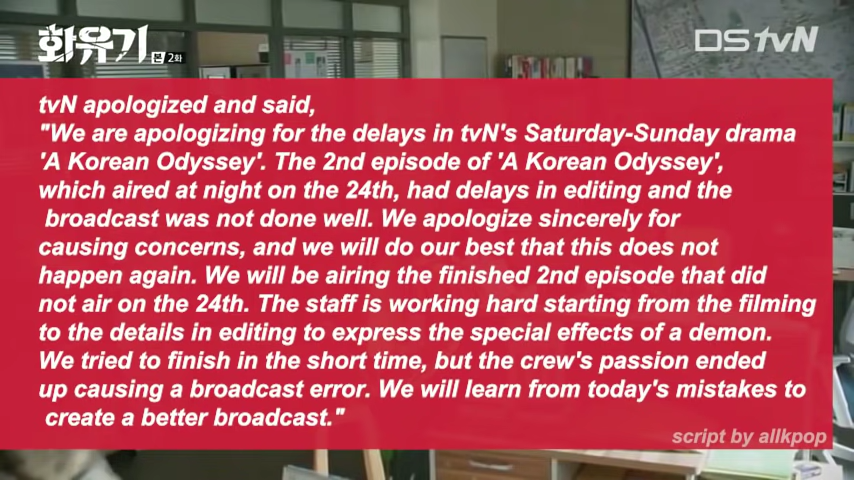 화유기 본 2화
DStvN
tvN apologized and said,
"We are apologizing for the delays in tvN's Saturday-Sunday drama
'A Korean Odyssey'. The 2nd episode of 'A Korean Odyssey',
which aired at night on the 24th, had delays in editing and the
broadcast was not done well. We apologize sincerely for
causing concerns, and we will do our best that this does not
happen again. We will be airing the finished 2nd episode that did
not air on the 24th. The staff is working hard starting from the filming
to the details in editing to express the special effects of a demon.
We tried to finish in the short time, but the crew's passion ended
up causing a broadcast error. We will learn from today's mistakes to
create a better broadcast."
script by allkpop